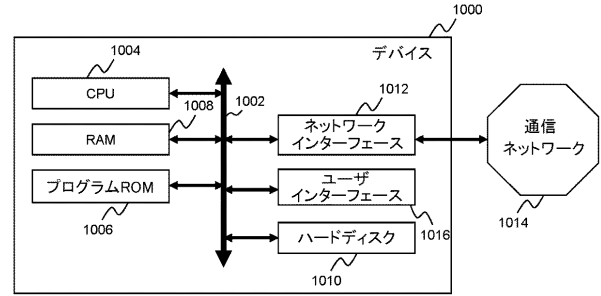 1000
デバイス
1004
CPU
1008
RAM
プログラムROM
1006
1002
1012
ネットワーク
インターフェース
ユーザ
インターフェース
1016
ハードディスク
1010
通信
ネットワーク
1014